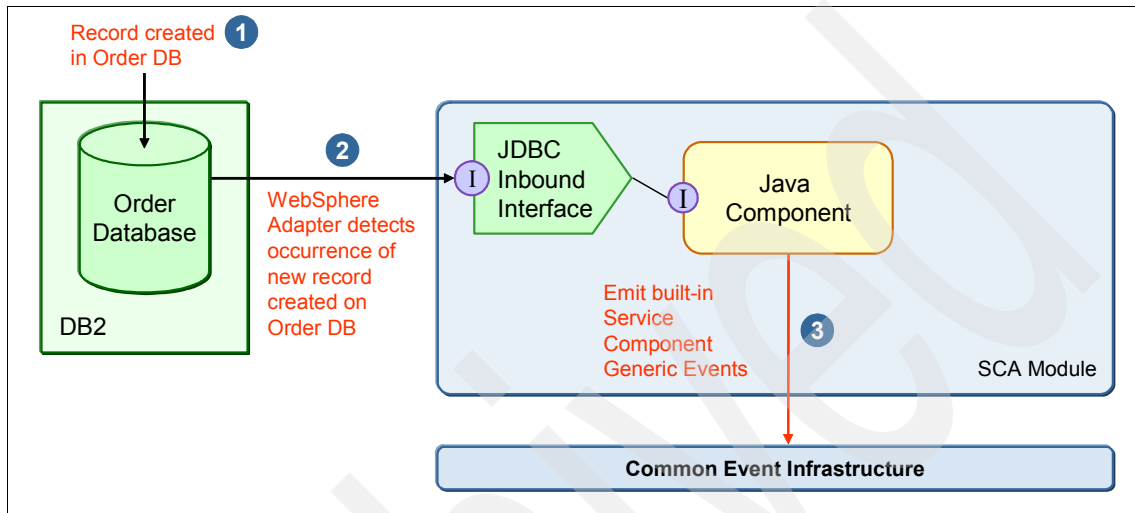 Record created
in Order DB
1
Order
Database
DB2
2
WebSphere
Adapter detects
occurrence of
new record
created on
Order DB
I
JDBC
Inbound
Interface
I
Java
Component
Emit built-in
Service
Component
Generic Events
3
SCA Module
Common Event Infrastructure